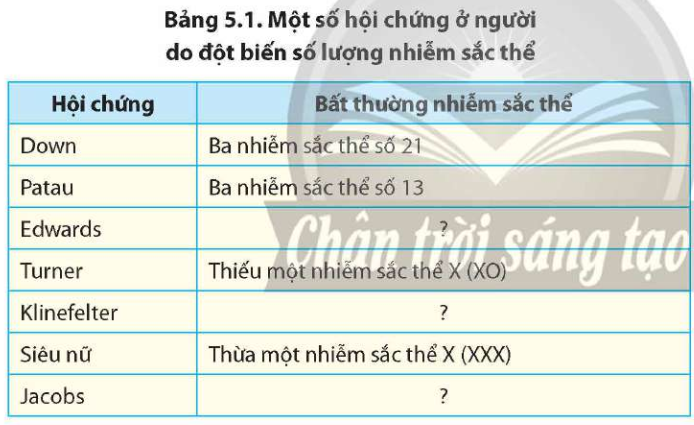 Bảng 5.1. Một số hội chứng ở người
do đột biến số lượng nhiễm sắc thể
Hội chứng Bất thường nhiễm sắc thể
Down Ba nhiễm sắc thể số 21
Patau Ba nhiễm sắc thể số 13
Edwards ?
Chân trời sáng tạo
Turner Thiếu một nhiễm sắc thể X (XO)
Klinefelter ?
Siêu nữ Thừa một nhiễm sắc thể X (XXX)
Jacobs ?